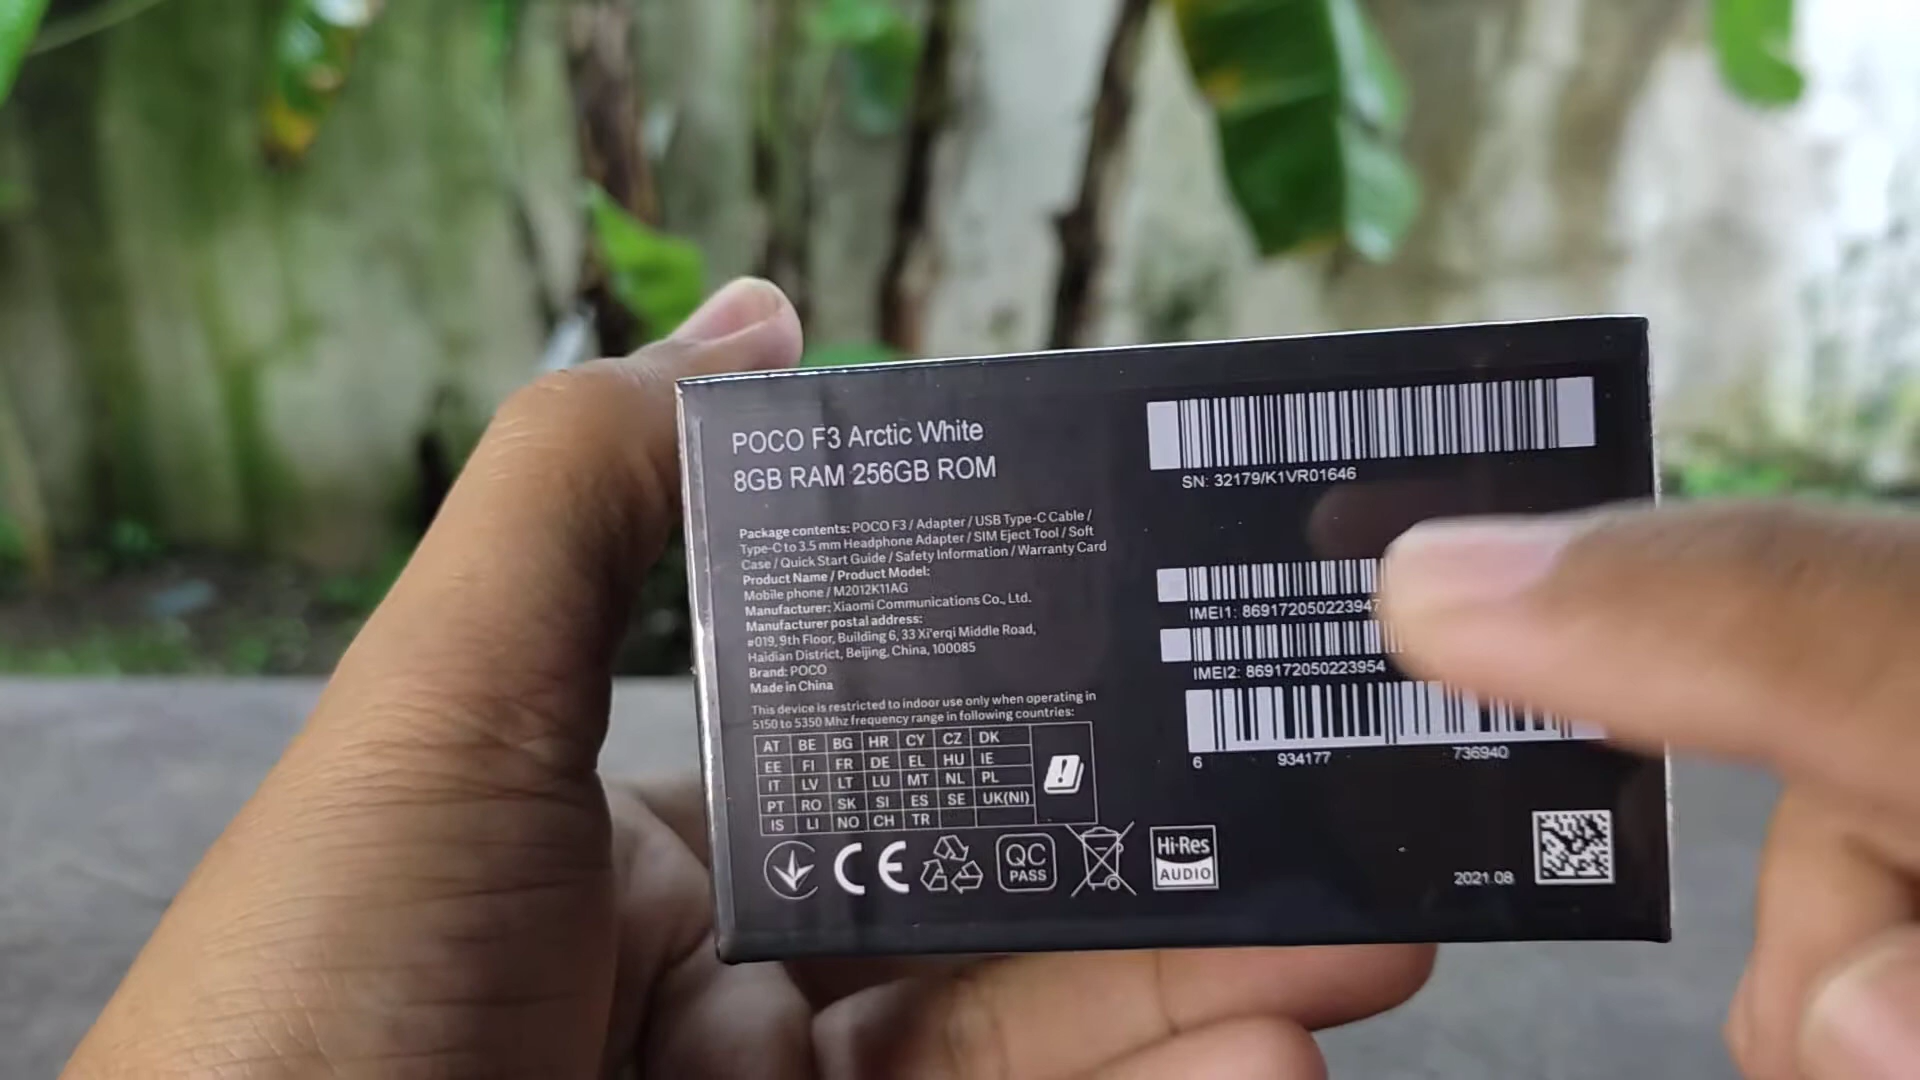 POCO F3 Arctic White
8GB RAM 256GB ROM
Package contents: POCO F3 / Adapter / USB Type-C Cable /
Type-C to 3.5 mm Headphone Adapter / SIM Eject Tool / Soft
Case / Quick Start Guide / Safety Information / Warranty Card
Product Name / Product Model:
Mobile phone / M2012K11AG
Manufacturer: Xiaomi Communications Co., Ltd.
Manufacturer postal address:
#019, 9th Floor, Building 6, 33 Xi'erqi Middle Road,
Haidian District, Beijing, China, 100085
Brand: POCO
Made in China
This device is restricted to indoor use only when operating in
5150 to 5350 Mhz frequency range in following countries:
AT BE BG HR CY CZ DK
EE FI FR DE EL HU IE
IT LV LT LU MT NL PL
PT RO SK SI ES SE UK(NI)
IS LI NO CH TR
CE
QC
PASS
Hi-Res
AUDIO
SN: 32179/K1VR01646
IMEI1: 869172050223947
IMEI2: 869172050223954
6 934177 736940
2021.08